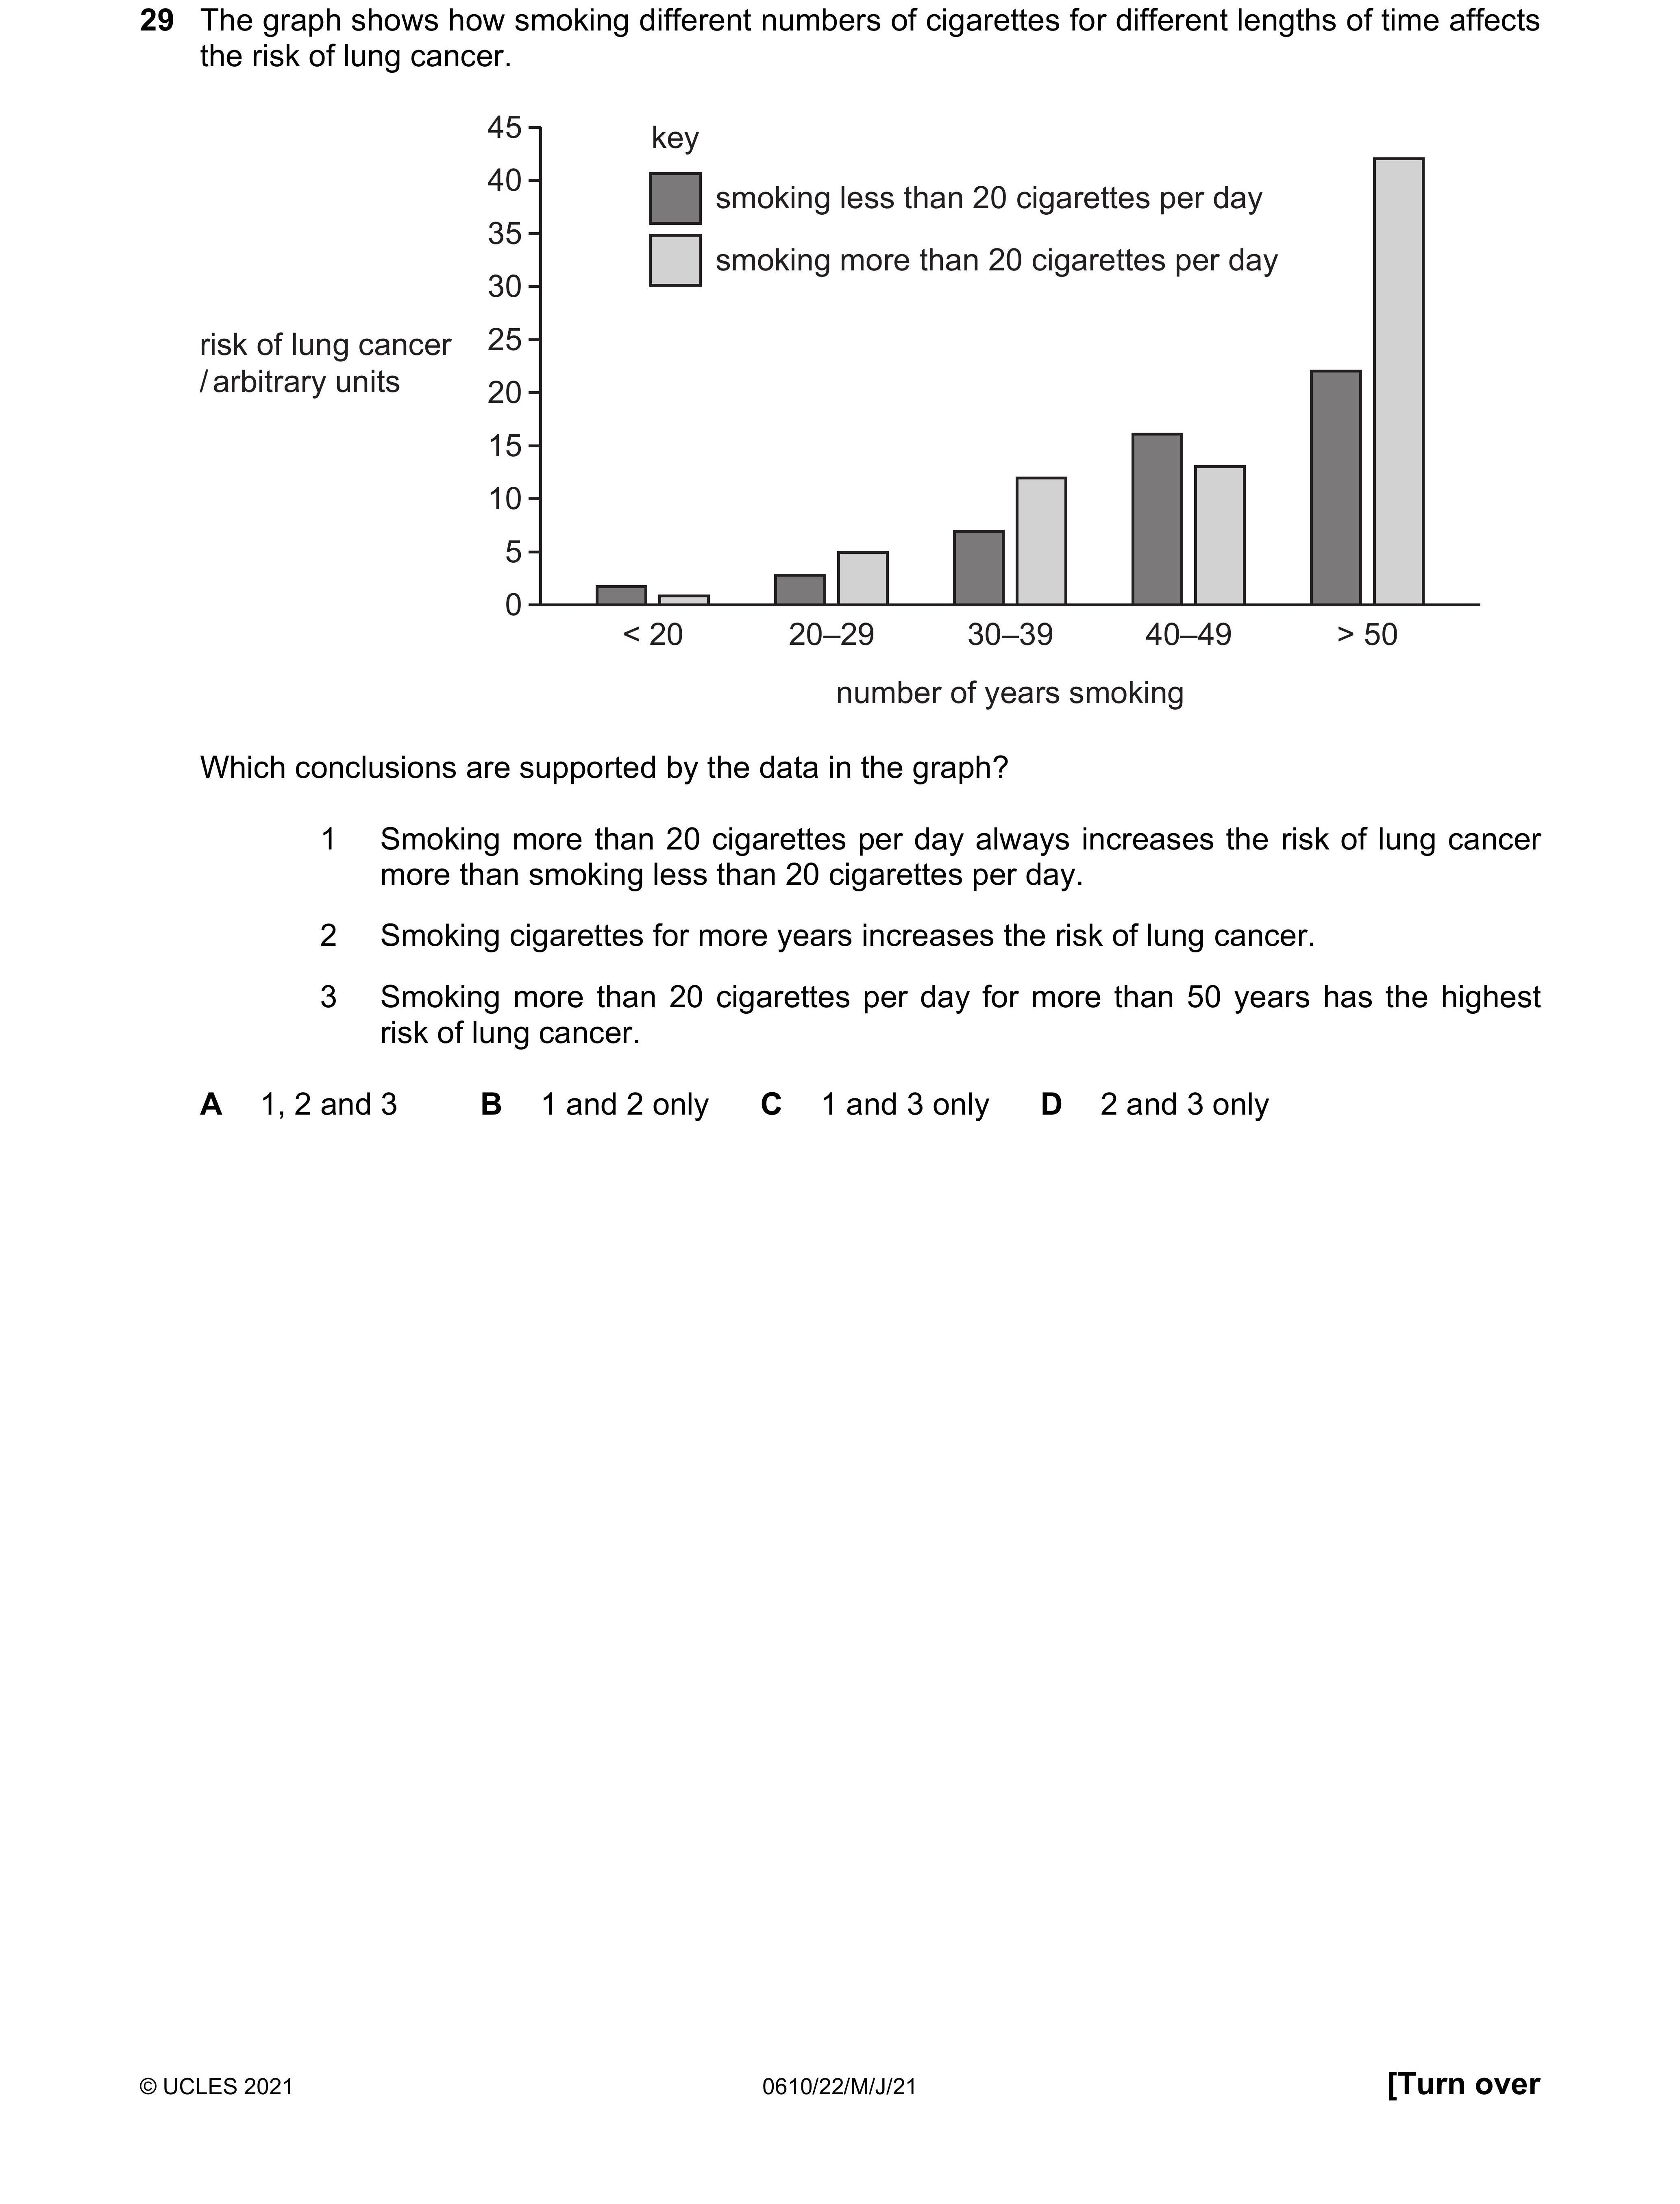 29 The graph shows how smoking different numbers of cigarettes for different lengths of time affects
the risk of lung cancer.
45
40
35
30
25
20
15
10
5
0
key
smoking less than 20 cigarettes per day
smoking more than 20 cigarettes per day
risk of lung cancer
/ arbitrary units
< 20 20–29 30–39 40–49 > 50
number of years smoking
Which conclusions are supported by the data in the graph?
1 Smoking more than 20 cigarettes per day always increases the risk of lung cancer
more than smoking less than 20 cigarettes per day.
2 Smoking cigarettes for more years increases the risk of lung cancer.
3 Smoking more than 20 cigarettes per day for more than 50 years has the highest
risk of lung cancer.
A 1, 2 and 3 B 1 and 2 only C 1 and 3 only D 2 and 3 only
© UCLES 2021 0610/22/M/J/21 [Turn over